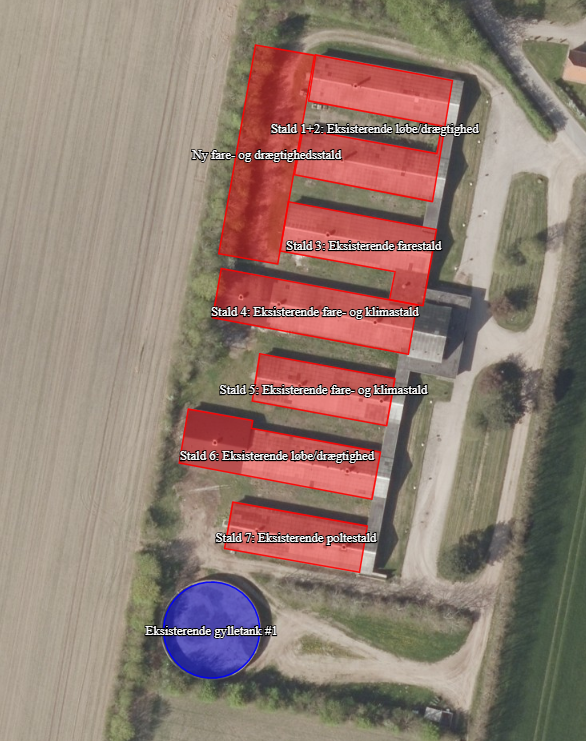 Stald 1+2: Eksisterende løbe/drægtighed
Ny fare- og drægtighedsstald
Stald 3: Eksisterende farestald
Stald 4: Eksisterende fare- og klimastald
Stald 5: Eksisterende fare- og klimastald
Stald 6: Eksisterende løbe/drægtighed
Stald 7: Eksisterende poltestald
Eksisterende gylletank #1